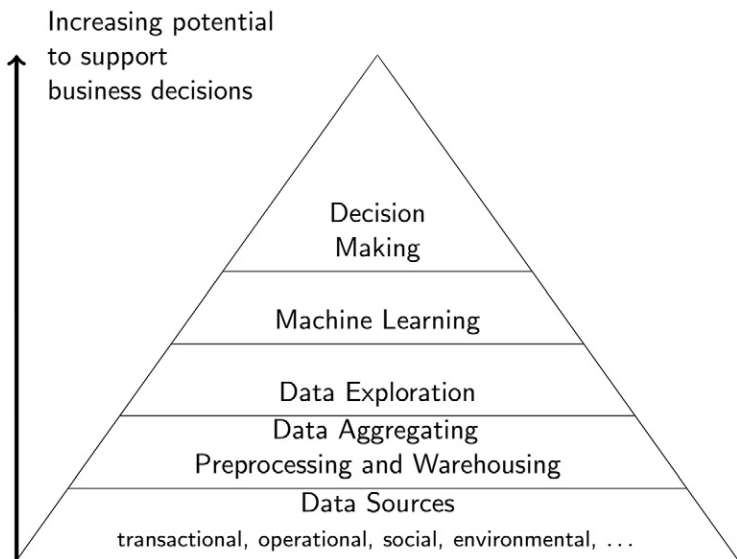 Increasing potential
to support
business decisions
Decision
Making
Machine Learning
Data Exploration
Data Aggregating
Preprocessing and Warehousing
Data Sources
transactional, operational, social, environmental, ...